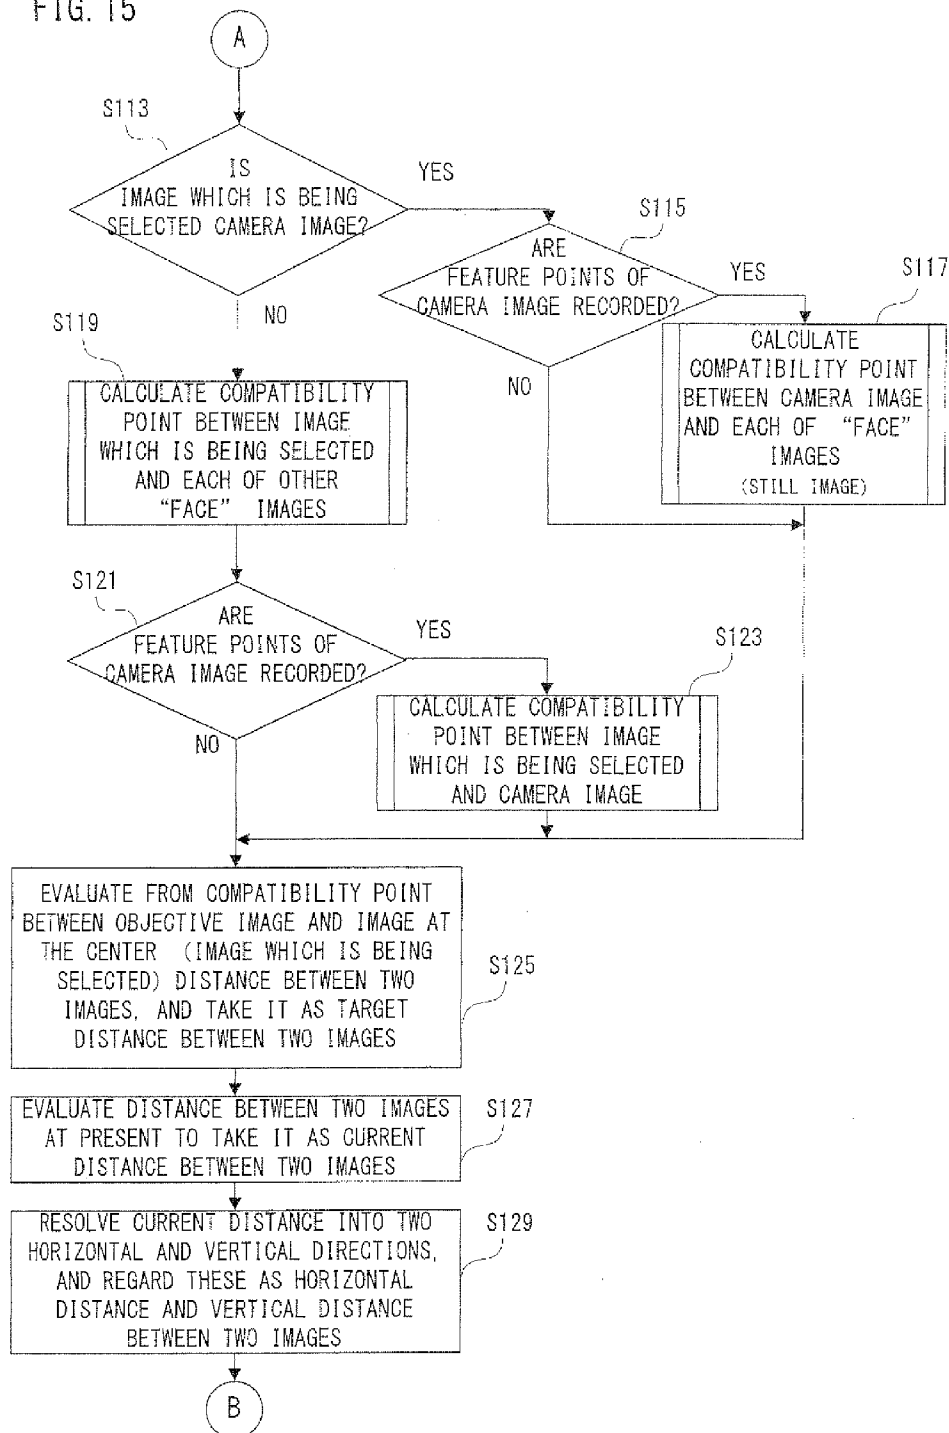 FIG. 15
A
S113
IS
IMAGE WHICH IS BEING
SELECTED CAMERA IMAGE?
YES
NO
S115
ARE
FEATURE POINTS OF
CAMERA IMAGE RECORDED?
YES
NO
S117
CALCULATE
COMPATIBILITY POINT
BETWEEN CAMERA IMAGE
AND EACH OF “FACE”
IMAGES
(STILL IMAGE)
S119
CALCULATE COMPATIBILITY
POINT BETWEEN IMAGE
WHICH IS BEING SELECTED
AND EACH OF OTHER
“FACE” IMAGES
S121
ARE
FEATURE POINTS OF
CAMERA IMAGE RECORDED?
YES
NO
S123
CALCULATE COMPATIBILITY
POINT BETWEEN IMAGE
WHICH IS BEING SELECTED
AND CAMERA IMAGE
EVALUATE FROM COMPATIBILITY POINT
BETWEEN OBJECTIVE IMAGE AND IMAGE AT
THE CENTER (IMAGE WHICH IS BEING
SELECTED) DISTANCE BETWEEN TWO
IMAGES, AND TAKE IT AS TARGET
DISTANCE BETWEEN TWO IMAGES
S125
EVALUATE DISTANCE BETWEEN TWO IMAGES
AT PRESENT TO TAKE IT AS CURRENT
DISTANCE BETWEEN TWO IMAGES
S127
RESOLVE CURRENT DISTANCE INTO TWO
HORIZONTAL AND VERTICAL DIRECTIONS,
AND REGARD THESE AS HORIZONTAL
DISTANCE AND VERTICAL DISTANCE
BETWEEN TWO IMAGES
S129
B